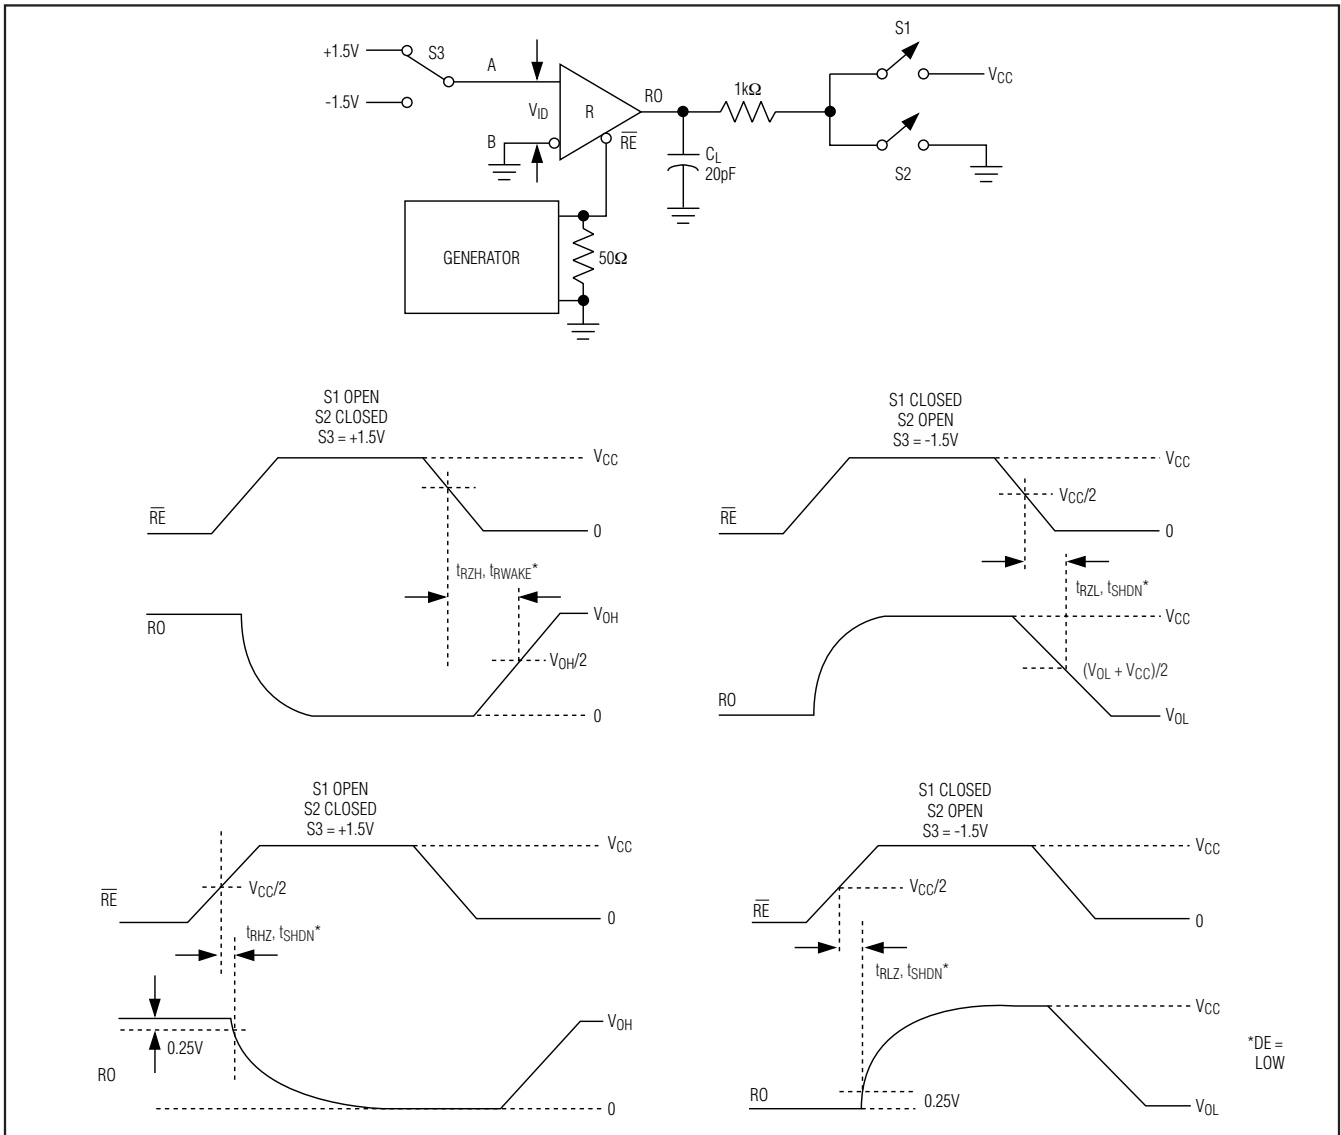 S1
+1.5V
S3
A
VCC
-1.5V
VID
R
RO
1kΩ
B
RE
CL
20pF
S2
GENERATOR
50Ω
S1 OPEN
S2 CLOSED
S3 = +1.5V
VCC
RE
0
tRZH, tRWAKE*
RO
VOH
VOH/2
0
S1 CLOSED
S2 OPEN
S3 = -1.5V
VCC
VCC/2
RE
0
tRZL, tSHDN*
VCC
(VOL + VCC)/2
RO
VOL
S1 OPEN
S2 CLOSED
S3 = +1.5V
VCC
VCC/2
RE
0
tRHZ, tSHDN*
VOH
0.25V
RO
0
S1 CLOSED
S2 OPEN
S3 = -1.5V
VCC
VCC/2
RE
0
tRLZ, tSHDN*
VCC
0.25V
RO
VOL
*DE =
LOW